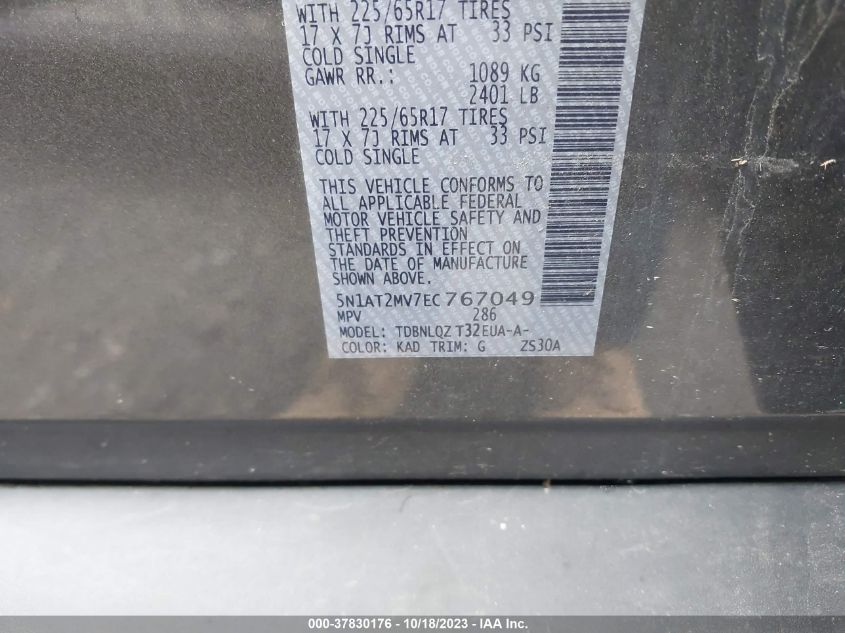 WITH 225/65R17 TIRES
17 X 7J RIMS AT 33 PSI
COLD SINGLE
GAWR RR.: 1089 KG
2401 LB
WITH 225/65R17 TIRES
17 X 7J RIMS AT 33 PSI
COLD SINGLE
THIS VEHICLE CONFORMS TO
ALL APPLICABLE FEDERAL
MOTOR VEHICLE SAFETY AND
THEFT PREVENTION
STANDARDS IN EFFECT ON
THE DATE OF MANUFACTURE
SHOWN ABOVE.
5N1AT2MV7EC767049
MPV 286
MODEL: TDBNLQZ T32EUA-A-
COLOR: KAD TRIM: G ZS30A
000-37830176 - 10/18/2023 - IAA Inc.